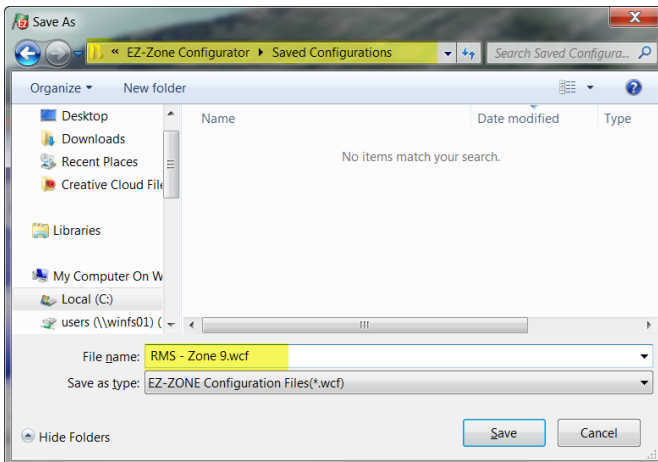 Save As
« EZ-Zone Configurator Saved Configurations Search Saved Configura...
Organize New folder
Desktop
Downloads
Recent Places
Creative Cloud File
Libraries
My Computer On W
Local (C:)
users (\\winfs01) (
Name Date modified Type
No items match your search.
File name: RMS - Zone 9.wcf
Save as type: EZ-ZONE Configuration Files(*.wcf)
Hide Folders Save Cancel